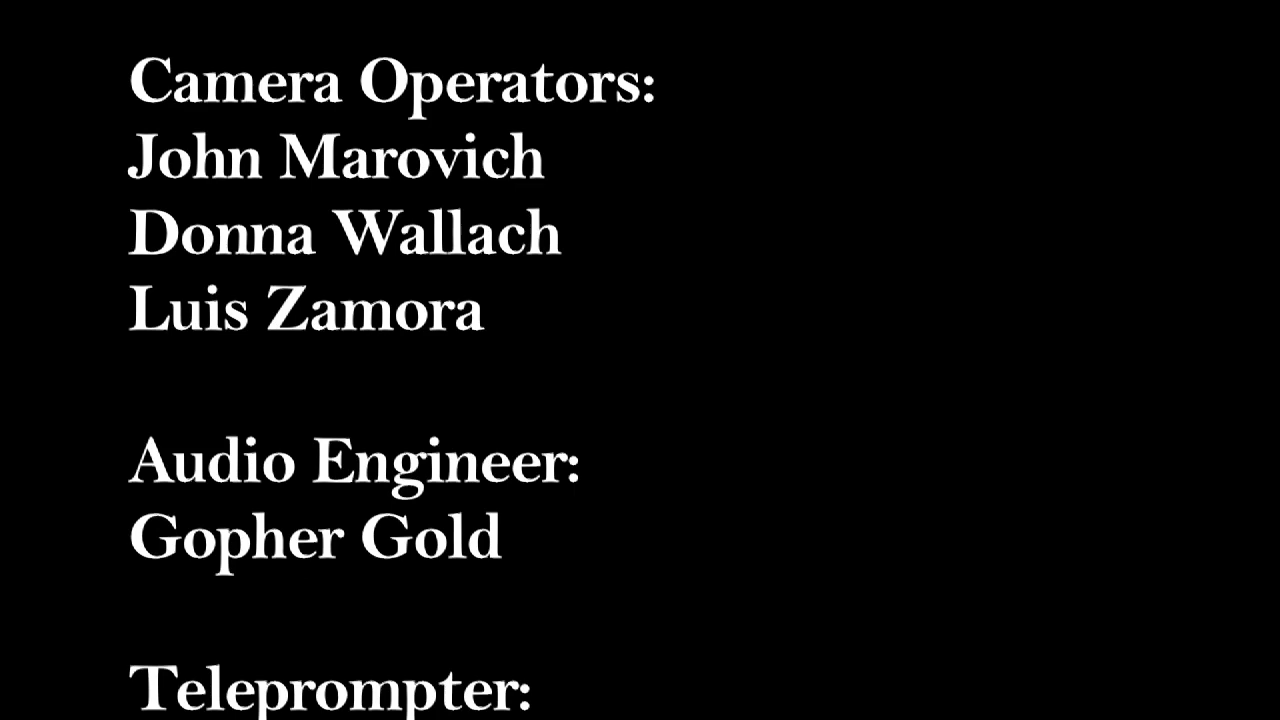 Camera Operators:
John Marovich
Donna Wallach
Luis Zamora
Audio Engineer:
Gopher Gold
Teleprompter: